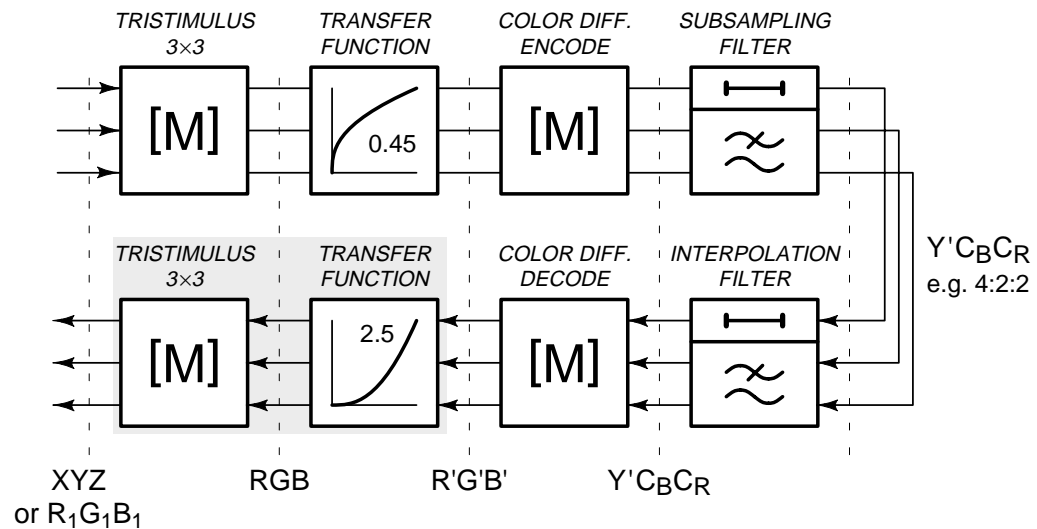 TRISTIMULUS
3×3
TRANSFER
FUNCTION
COLOR DIFF.
ENCODE
SUBSAMPLING
FILTER
[M]
0.45
[M]
TRISTIMULUS
3×3
TRANSFER
FUNCTION
COLOR DIFF.
DECODE
INTERPOLATION
FILTER
Y'CBCR
e.g. 4:2:2
[M]
2.5
[M]
XYZ
or R1G1B1
RGB
R'G'B'
Y'CBCR